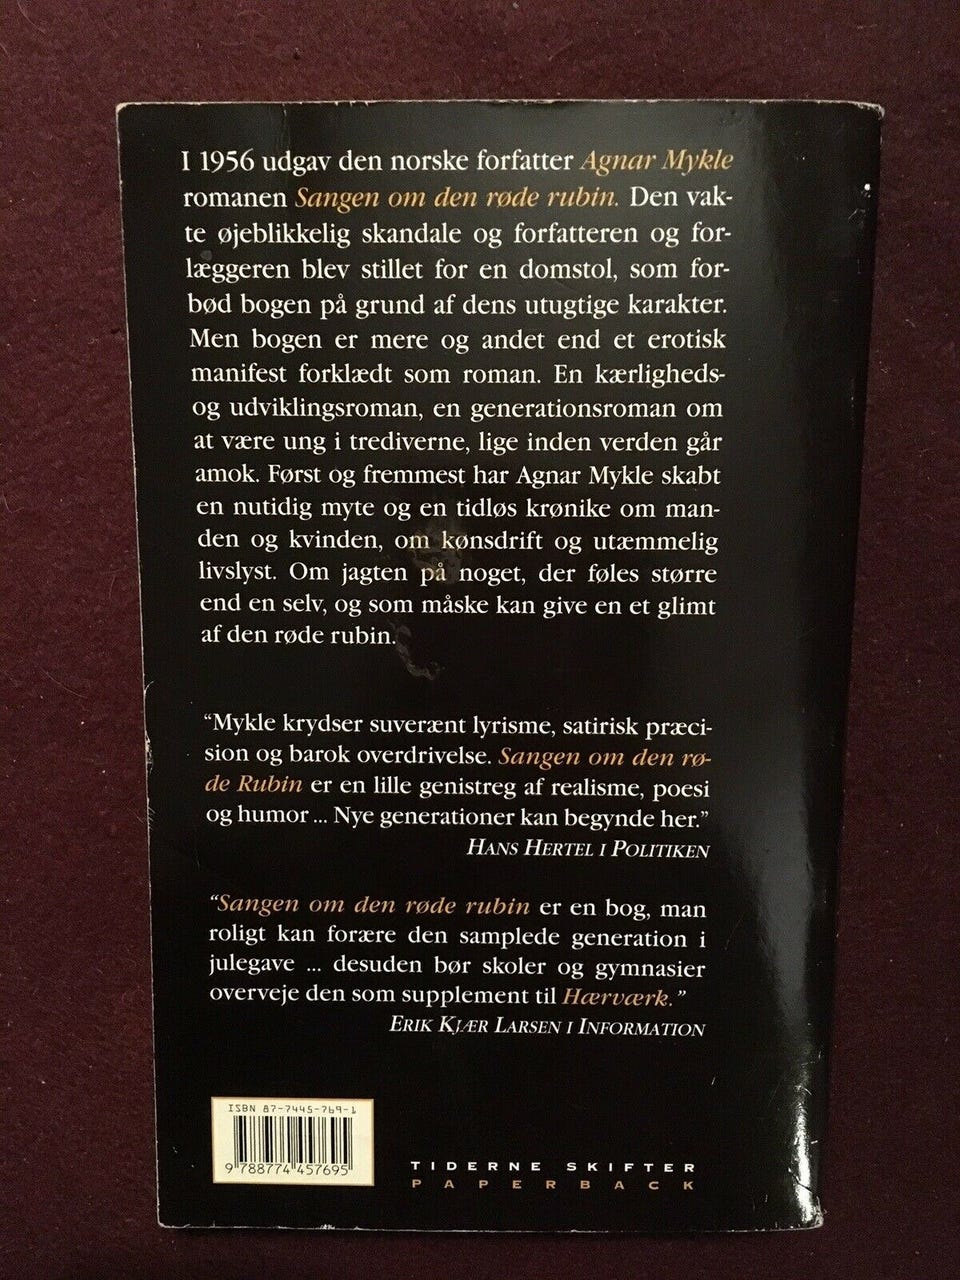 I 1956 udgav den norske forfatter Agnar Mykle
romanen Sangen om den røde rubin. Den vak-
te øjeblikkelig skandale og forfatteren og for-
læggeren blev stillet for en domstol, som for-
bød bogen på grund af dens utugtige karakter.
Men bogen er mere og andet end et erotisk
manifest forklædt som roman. En kærligheds-
og udviklingsroman, en generationsroman om
at være ung i trediverne, lige inden verden går
amok. Først og fremmest har Agnar Mykle skabt
en nutidig myte og en tidløs krønike om man-
den og kvinden, om kønsdrift og utæmmelig
livslyst. Om jagten på noget, der føles større
end en selv, og som måske kan give en et glimt
af den røde rubin.
“Mykle krydser suverænt lyrisme, satirisk præci-
sion og barok overdrivelse. Sangen om den rø-
de Rubin er en lille genistreg af realisme, poesi
og humor ... Nye generationer kan begynde her.”
HANS HERTEL I POLITIKEN
“Sangen om den røde rubin er en bog, man
roligt kan forære den samplede generation i
julegave ... desuden bør skoler og gymnasier
overveje den som supplement til Hærværk.”
ERIK KJÆR LARSEN I INFORMATION
ISBN 87-7445-769-1
9 788774 457695
TIDERNE SKIFTER
PAPERBACK